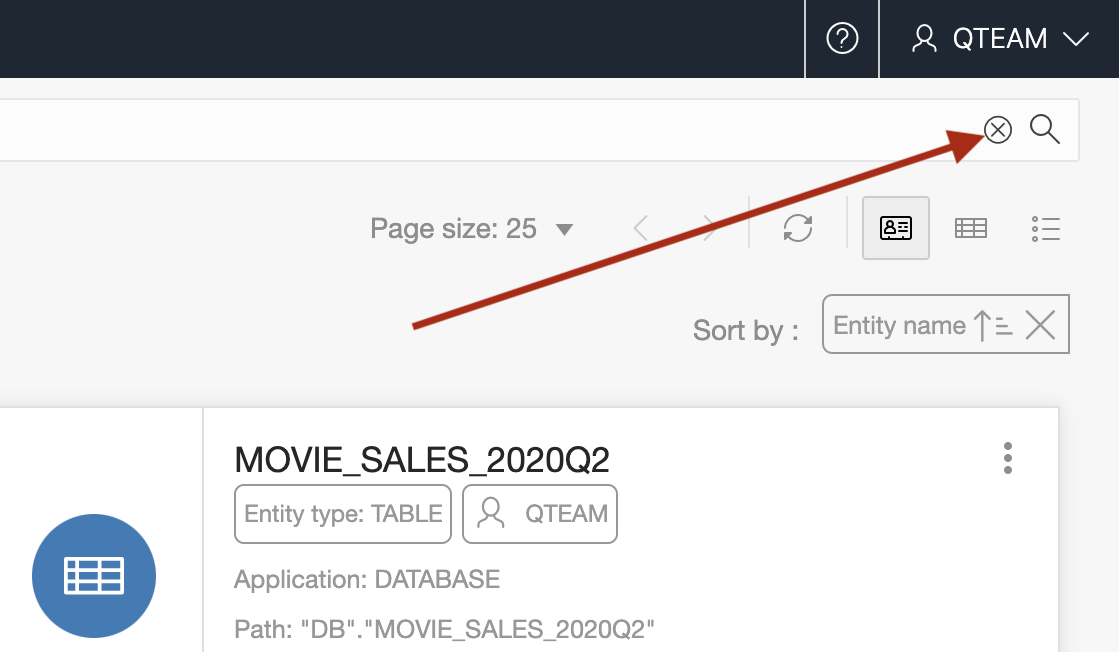 QTEAM
Page size: 25
Sort by :
Entity name
MOVIE_SALES_2020Q2
Entity type: TABLE
QTEAM
Application: DATABASE
Path: "DB"."MOVIE_SALES_2020Q2"